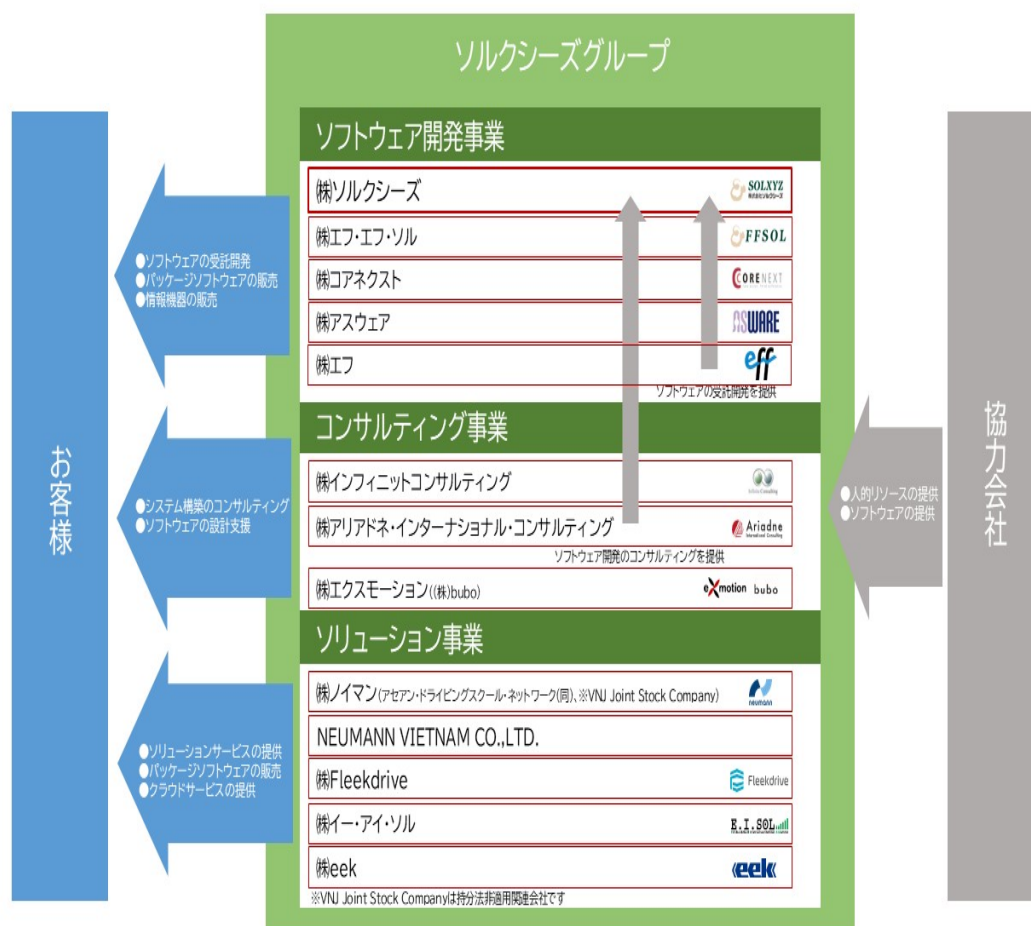 ソルクシーズグループ
お客様
●ソフトウェアの受託開発
●パッケージソフトウェアの販売
●情報機器の販売
●システム構築のコンサルティング
●ソフトウェアの設計支援
●ソリューションサービスの提供
●パッケージソフトウェアの販売
●クラウドサービスの提供
ソフトウェア開発事業
㈱ソルクシーズ
SOLXYZ
株式会社ソルクシーズ
㈱エフ・エフ・ソル
FFSOL
㈱コアネクスト
CORENEXT
㈱アスウェア
ASWARE
㈱エフ
eff
ソフトウェアの受託開発を提供
コンサルティング事業
㈱インフィニットコンサルティング
㈱アリアドネ・インターナショナル・コンサルティング
Ariadne
International Consulting
ソフトウェア開発のコンサルティングを提供
㈱エクスモーション((株)bubo)
eXmotion bubo
ソリューション事業
㈱ノイマン(アセアン・ドライビングスクール・ネットワーク(同)、※VNJ Joint Stock Company)
neumann
NEUMANN VIETNAM CO.,LTD.
㈱Fleekdrive
Fleekdrive
㈱イー・アイ・ソル
E.I.SOL
㈱eek
eek
※VNJ Joint Stock Companyは持分法非適用関連会社です
●人的リソースの提供
●ソフトウェアの提供
協力会社